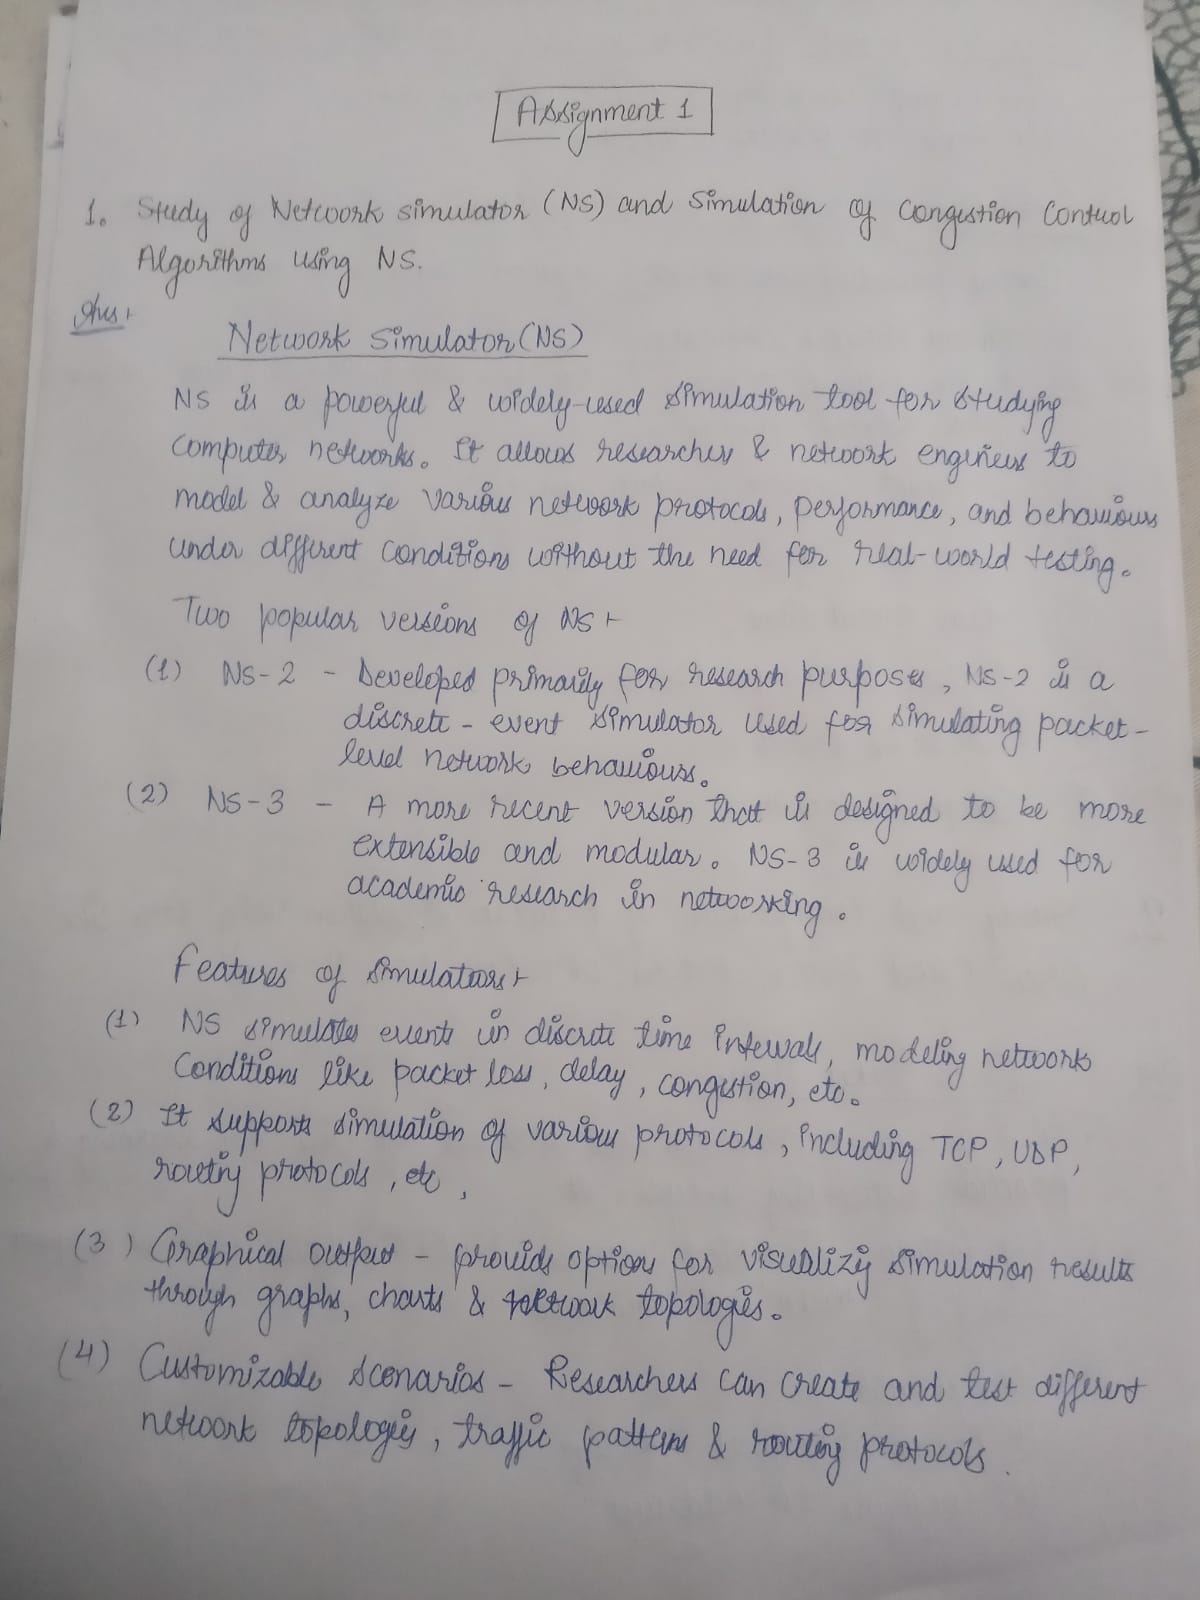 Assignment 1
1. Study of Network simulator (NS) and Simulation of Congestion Control
Algorithms using NS.
Ans:
Network Simulator (NS)
NS is a powerful & widely-used simulation tool for studying
computer networks. It allows researchers & network engineers to
model & analyze various network protocols, performance, and behaviours
under different conditions without the need for real-world testing.
Two popular versions of NS:
(1) NS-2 - Developed primarily for research purposes, NS-2 is a
discrete-event simulator used for simulating packet-
level network behaviours.
(2) NS-3 - A more recent version that is designed to be more
extensible and modular. NS-3 is widely used for
academic research in networking.
Features of simulators:
(1) NS simulates events in discrete time intervals, modeling network
Conditions like packet loss, delay, congestion, etc.
(2) It supports simulation of various protocols, including TCP, UDP,
routing protocols, etc,
(3) Graphical output - provids options for visualizing simulation results
through graphs, charts & network topologies.
(4) Customizable scenarios - Researchers can create and test different
network topologies, traffic patterns & routing protocols.